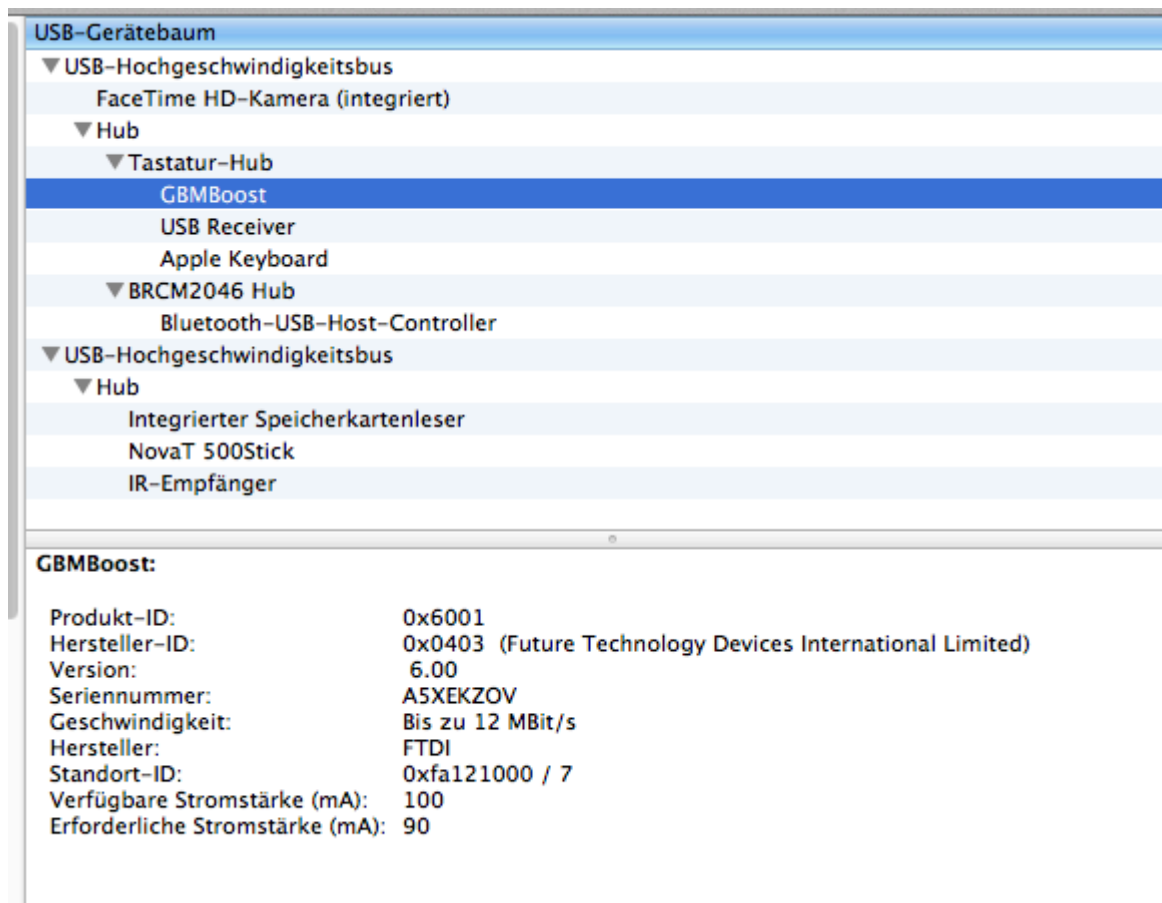 USB-Gerätebaum
USB-Hochgeschwindigkeitsbus
FaceTime HD-Kamera (integriert)
Hub
Tastatur-Hub
GBMBoost
USB Receiver
Apple Keyboard
BRCM2046 Hub
Bluetooth-USB-Host-Controller
USB-Hochgeschwindigkeitsbus
Hub
Integrierter Speicherkartenleser
NovaT 500Stick
IR-Empfänger
GBMBoost:
Produkt-ID: 0x6001
Hersteller-ID: 0x0403 (Future Technology Devices International Limited)
Version: 6.00
Seriennummer: A5XEKZOV
Geschwindigkeit: Bis zu 12 MBit/s
Hersteller: FTDI
Standort-ID: 0xfa121000 / 7
Verfügbare Stromstärke (mA): 100
Erforderliche Stromstärke (mA): 90